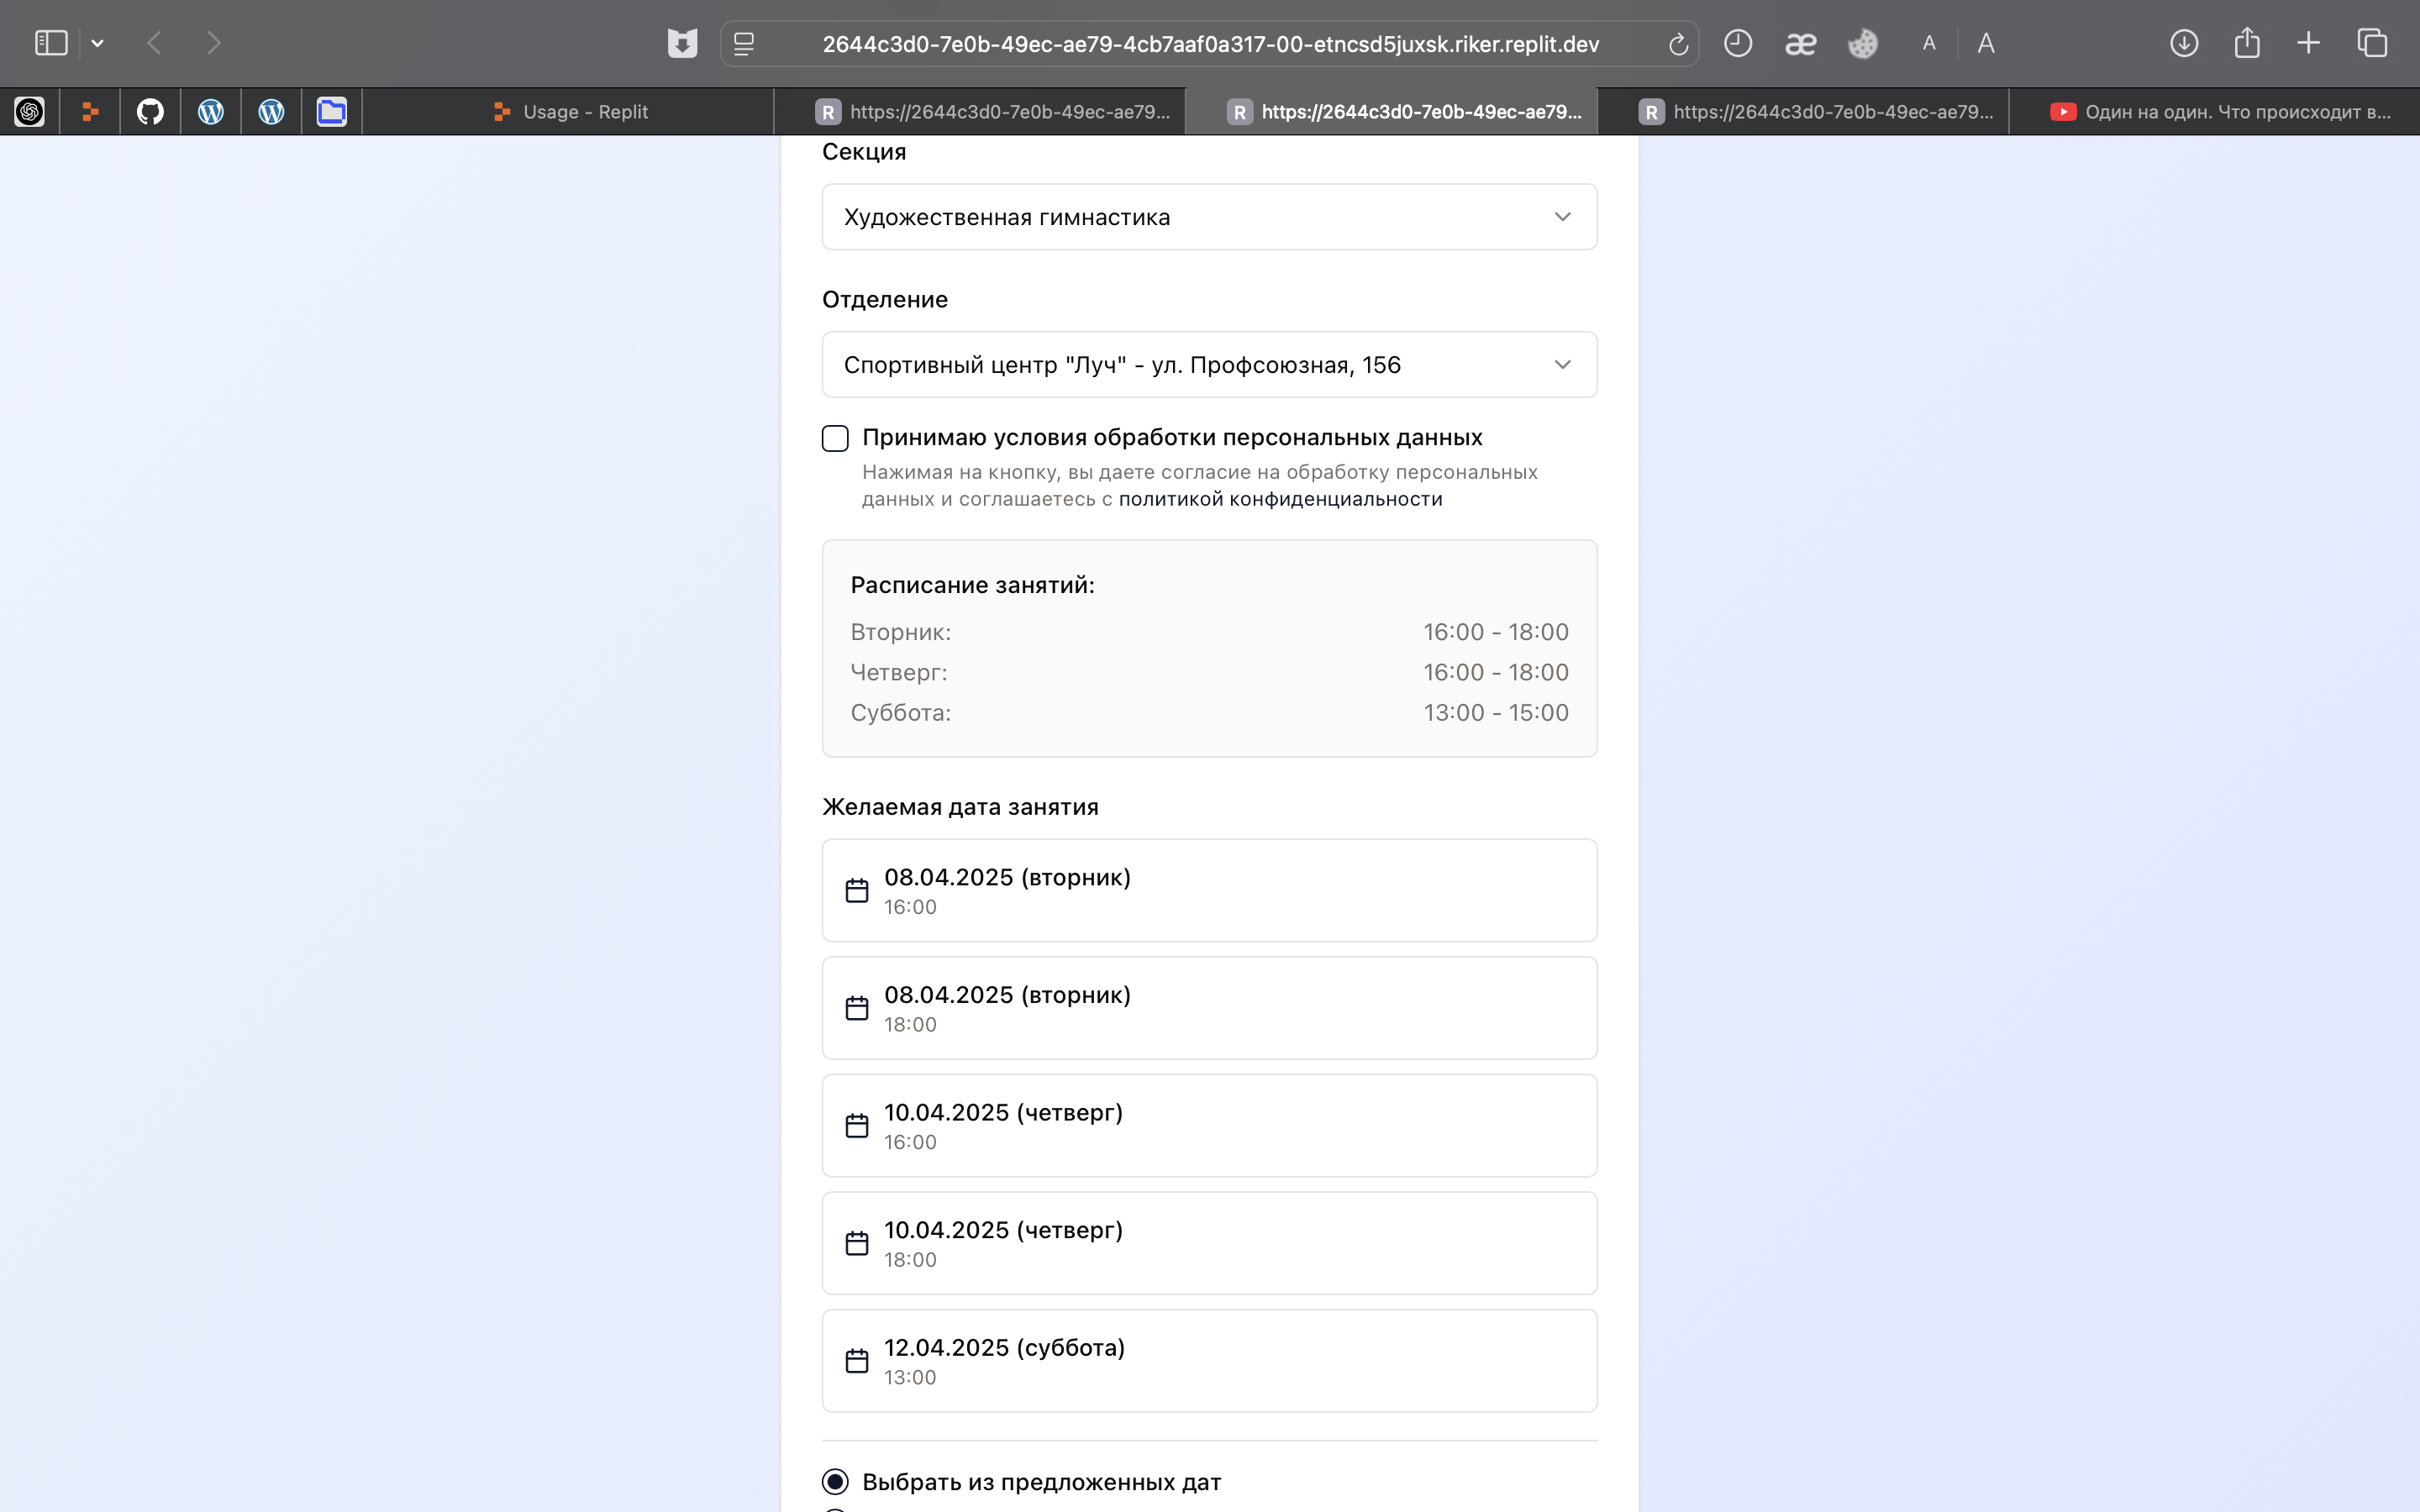 2644c3d0-7e0b-49ec-ae79-4cb7aaf0a317-00-etncsd5juxsk.riker.replit.dev
æ A A
Usage – Replit
R https://2644c3d0-7e0b-49ec-ae79...
R https://2644c3d0-7e0b-49ec-ae79...
R https://2644c3d0-7e0b-49ec-ae79...
Один на один. Что происходит в...
Секция
Художественная гимнастика
Отделение
Спортивный центр "Луч" - ул. Профсоюзная, 156
Принимаю условия обработки персональных данных
Нажимая на кнопку, вы даете согласие на обработку персональных
данных и соглашаетесь с политикой конфиденциальности
Расписание занятий:
Вторник: 16:00 - 18:00
Четверг: 16:00 - 18:00
Суббота: 13:00 - 15:00
Желаемая дата занятия
08.04.2025 (вторник)
16:00
08.04.2025 (вторник)
18:00
10.04.2025 (четверг)
16:00
10.04.2025 (четверг)
18:00
12.04.2025 (суббота)
13:00
Выбрать из предложенных дат